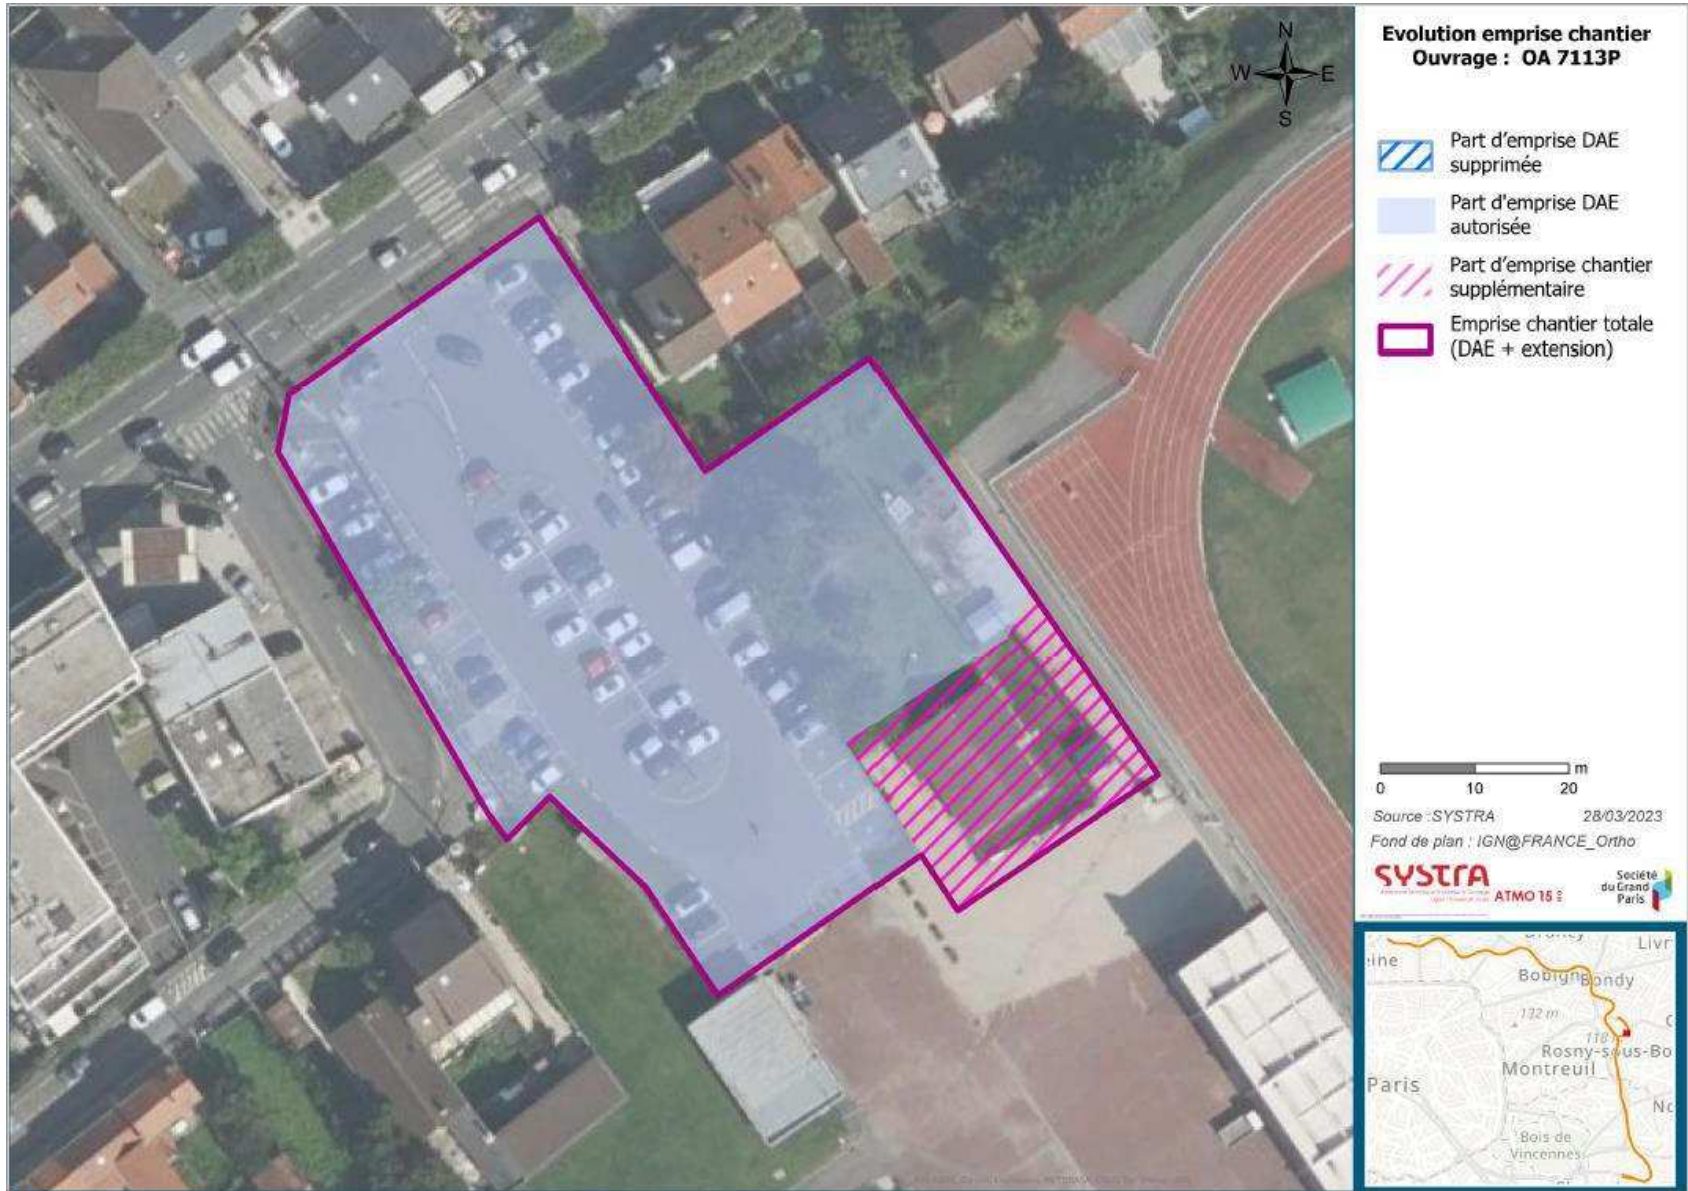 Evolution emprise chantier
Ouvrage : OA 7113P
N
W E
S
Part d'emprise DAE
supprimée
Part d'emprise DAE
autorisée
Part d'emprise chantier
supplémentaire
Emprise chantier totale
(DAE + extension)
m
0 10 20
Source :SYSTRA 28/03/2023
Fond de plan : IGN@FRANCE_Ortho
SYSTRA
ATMO 15
Société
du Grand
Paris
Livr
eine
Bobign
Bondy
132 m
118
Rosny-sous-Bo
Montreuil
Paris
Bois de
Vincennes